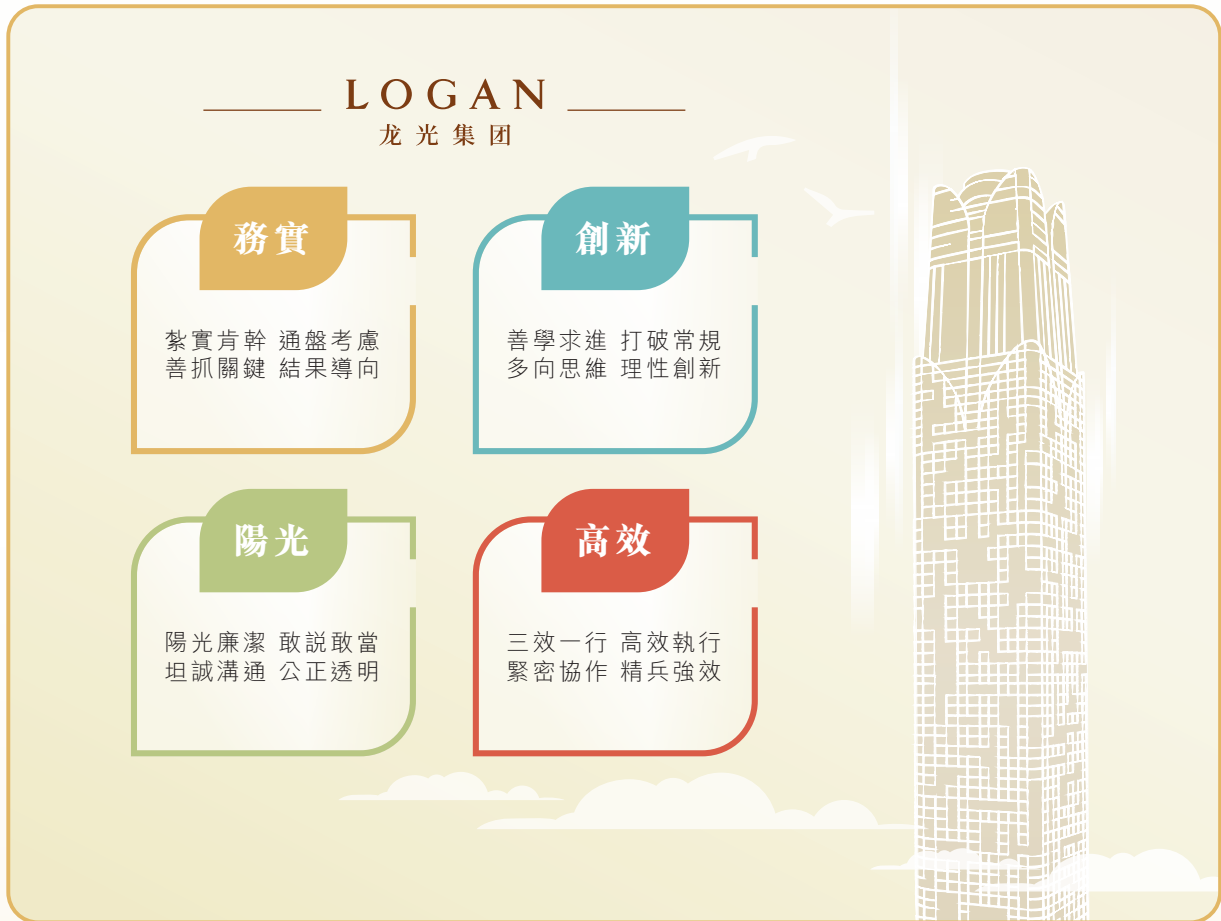 LOGAN
龙光集团
務實
紮實肯幹 通盤考慮
善抓關鍵 結果導向
創新
善學求進 打破常規
多向思維 理性創新
陽光
陽光廉潔 敢説敢當
坦誠溝通 公正透明
高效
三效一行 高效執行
緊密協作 精兵強效